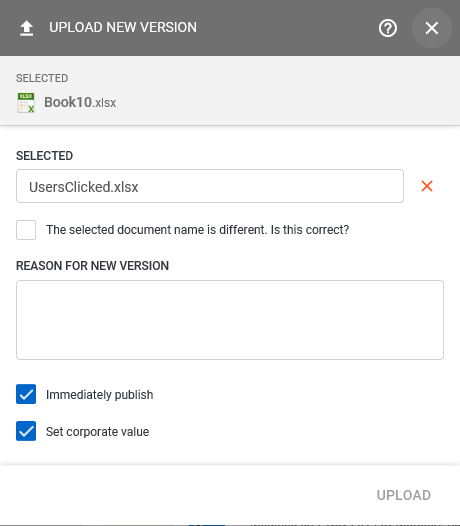 UPLOAD NEW VERSION
SELECTED
XLSX
Book10.xlsx
SELECTED
UsersClicked.xlsx
The selected document name is different. Is this correct?
REASON FOR NEW VERSION
Immediately publish
Set corporate value
UPLOAD